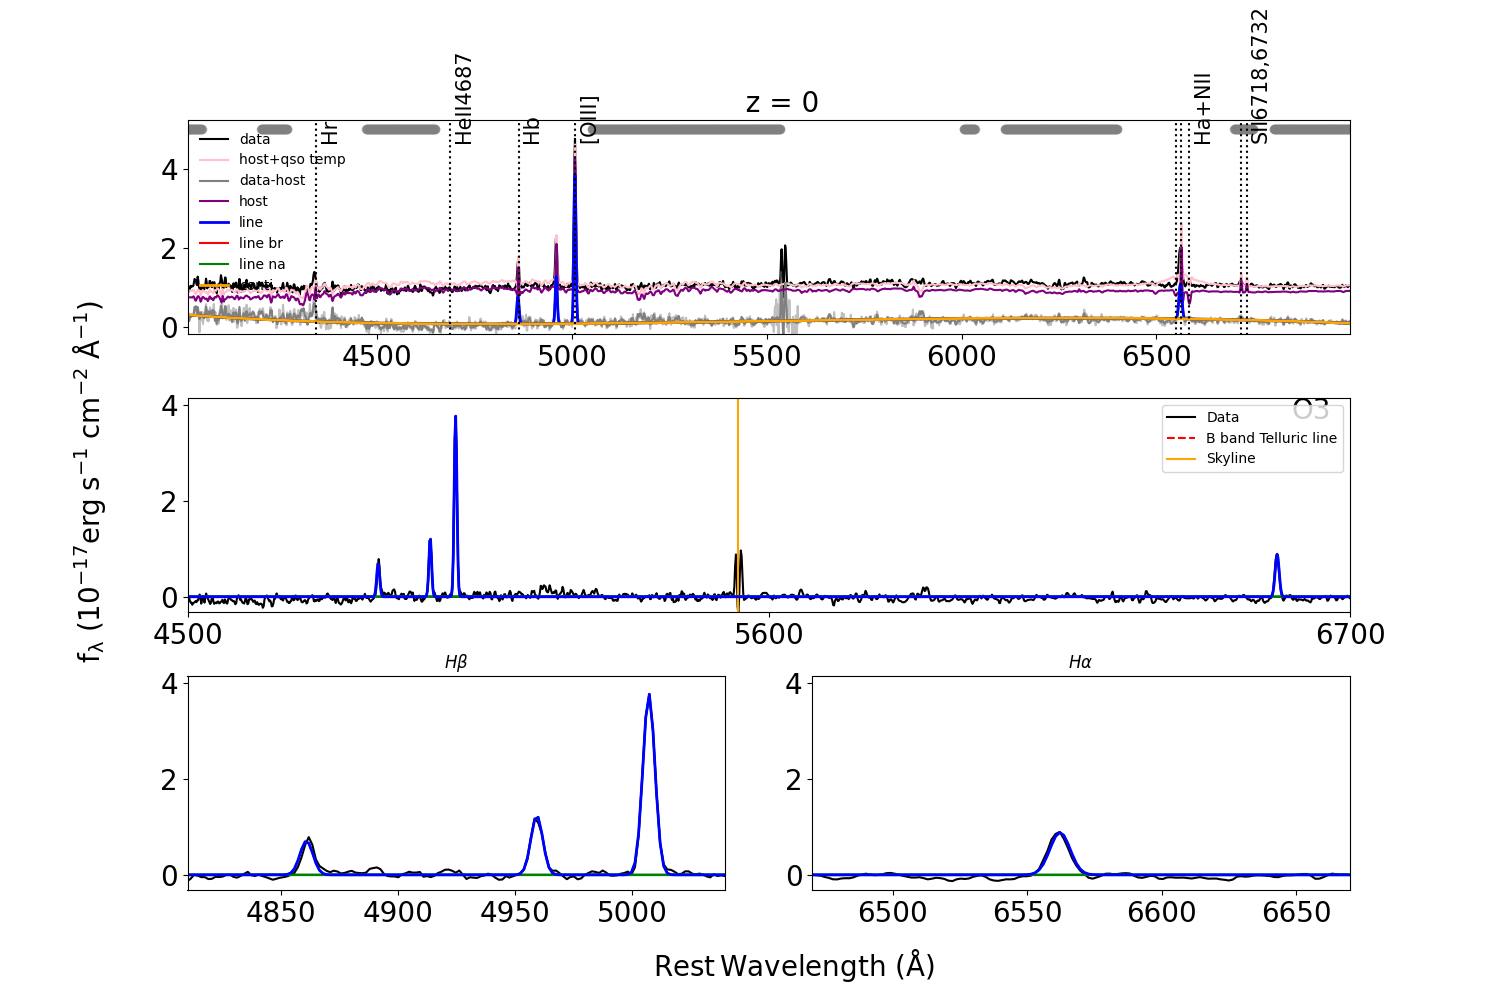 z = 0
Hr
HeII4687
Hb
[OIII]
Ha+NII
SII6718,6732
data
host+qso temp
data-host
host
line
line br
line na
4
2
0
4500
5000
5500
6000
6500
fλ (10⁻¹⁷erg s⁻¹ cm⁻² Å⁻¹)
O3
Data
B band Telluric line
Skyline
4
2
0
4500
5600
6700
Hβ
4
2
0
4850
4900
4950
5000
Hα
4
2
0
6500
6550
6600
6650
Rest Wavelength (Å)